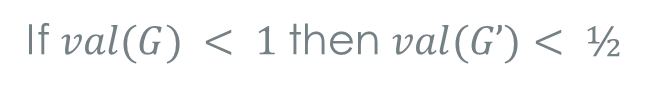 If val(G) < 1 then val(G’) < ½